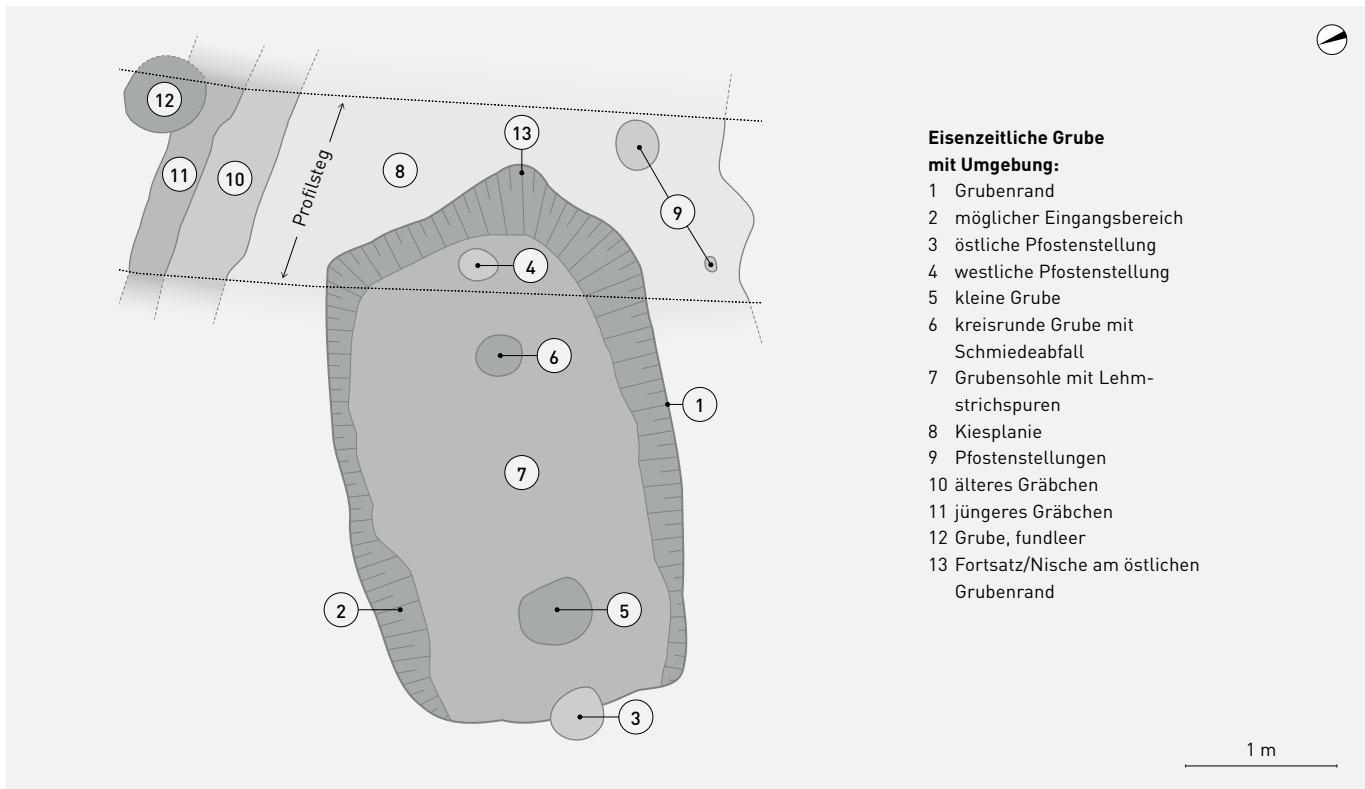 12
13
11
10
Profilsteg
8
9
4
6
1
7
2
5
3
Eisenzeitliche Grube
mit Umgebung:
1 Grubenrand
2 möglicher Eingangsbereich
3 östliche Pfostenstellung
4 westliche Pfostenstellung
5 kleine Grube
6 kreisrunde Grube mit
Schmiedeabfall
7 Grubensohle mit Lehm-
strichspuren
8 Kiesplanie
9 Pfostenstellungen
10 älteres Gräbchen
11 jüngeres Gräbchen
12 Grube, fundleer
13 Fortsatz/Nische am östlichen
Grubenrand
1 m